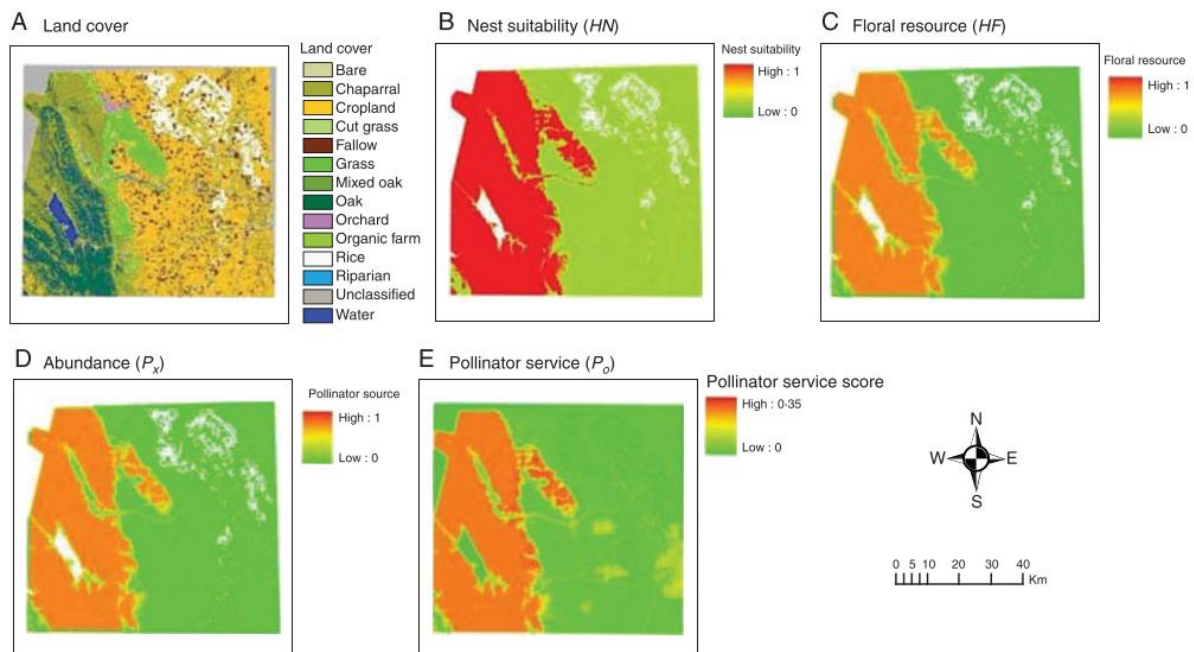 A Land cover
Land cover
Bare
Chaparral
Cropland
Cut grass
Fallow
Grass
Mixed oak
Oak
Orchard
Organic farm
Rice
Riparian
Unclassified
Water
B Nest suitability (HN)
Nest suitability
High : 1
Low : 0
C Floral resource (HF)
Floral resource
High : 1
Low : 0
D Abundance (Px)
Pollinator source
High : 1
Low : 0
E Pollinator service (Po)
Pollinator service score
High : 0·35
Low : 0
N
W E
S
0 5 10 20 30 40
Km